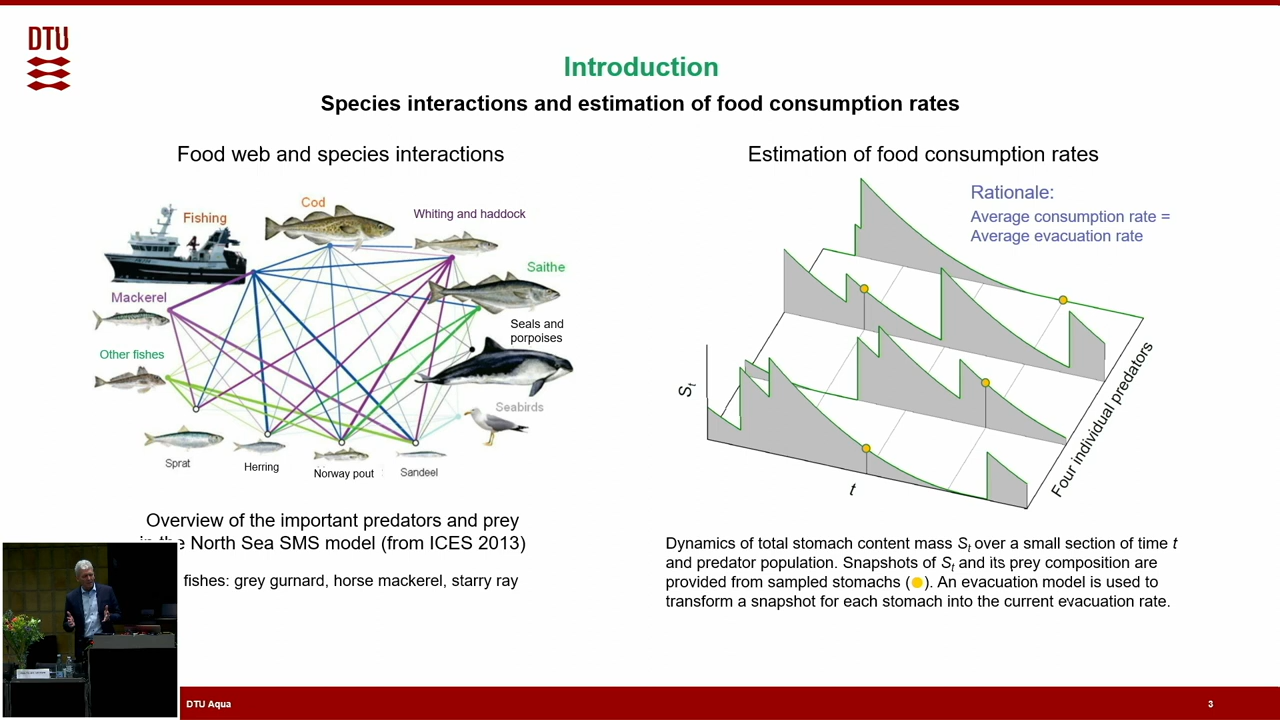 DTU
Introduction
Species interactions and estimation of food consumption rates
Food web and species interactions
Cod
Whiting and haddock
Fishing
Saithe
Mackerel
Seals and
porpoises
Other fishes
Seabirds
Sprat
Herring
Norway pout
Sandeel
Overview of the important predators and prey
the North Sea SMS model (from ICES 2013)
fishes: grey gurnard, horse mackerel, starry ray
Estimation of food consumption rates
Rationale:
Average consumption rate =
Average evacuation rate
St
t
Four individual predators
Dynamics of total stomach content mass St over a small section of time t
and predator population. Snapshots of St and its prey composition are
provided from sampled stomachs ( ). An evacuation model is used to
transform a snapshot for each stomach into the current evacuation rate.
DTU Aqua
3